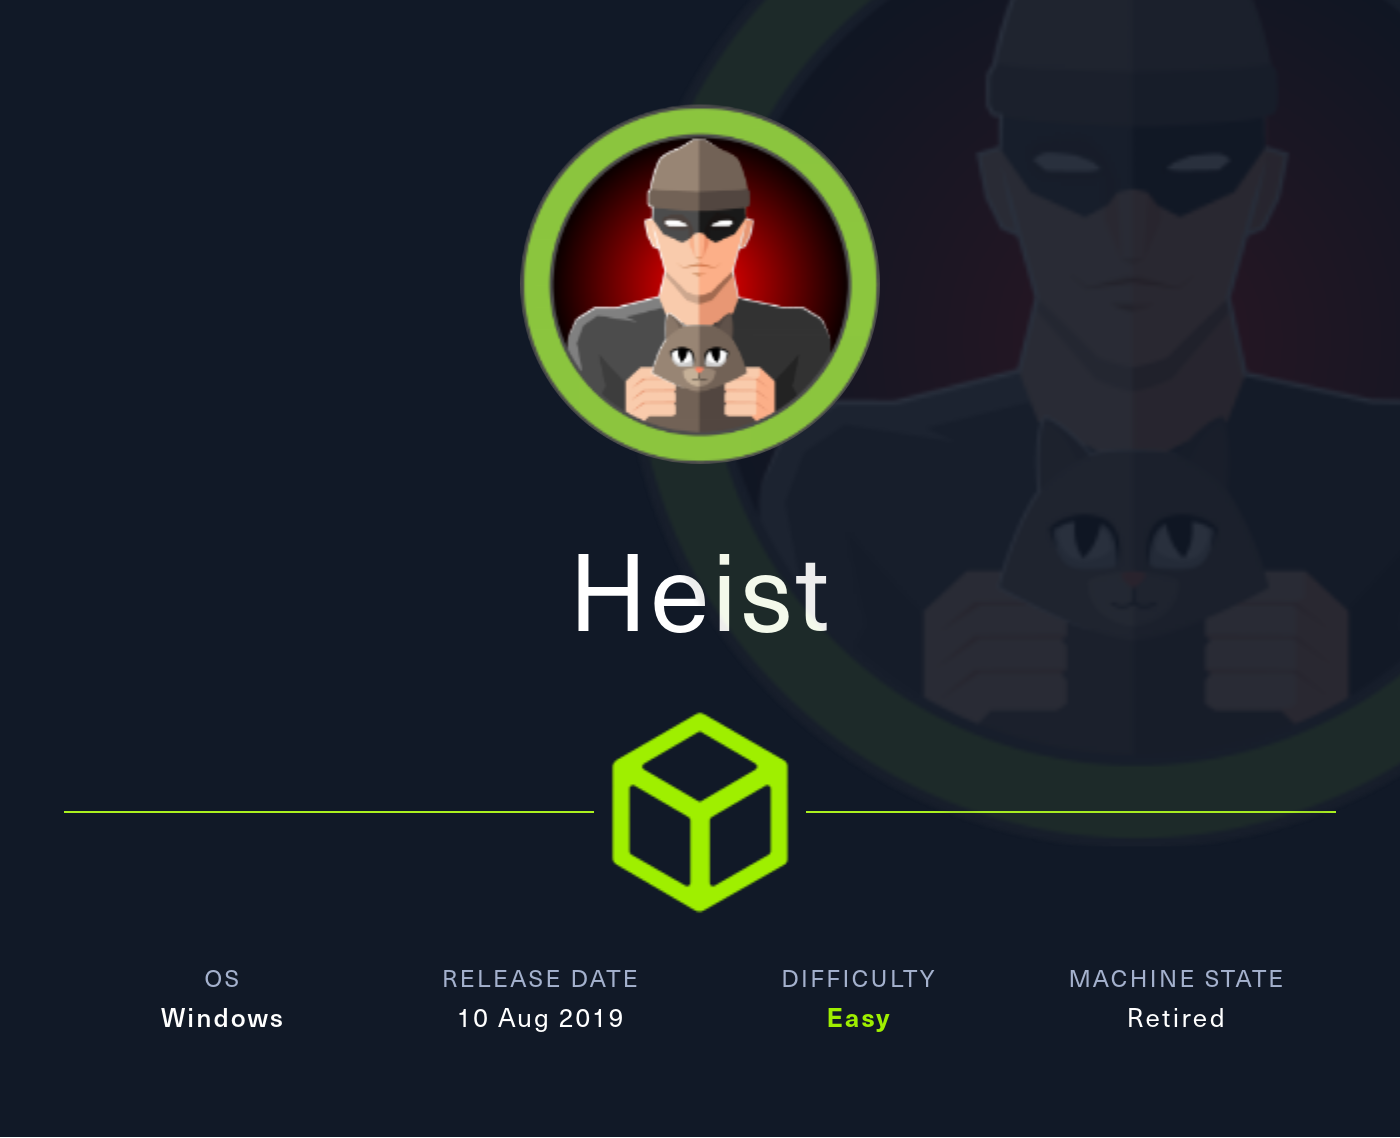 Heist
OS
Windows
RELEASE DATE
10 Aug 2019
DIFFICULTY
Easy
MACHINE STATE
Retired